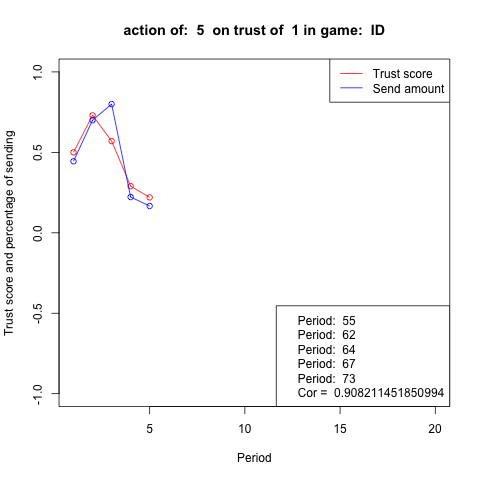 action of:  5  on trust of  1 in game:  ID
Trust score
Send amount
Trust score and percentage of sending
1.0
0.5
0.0
-0.5
-1.0
Period:  55
Period:  62
Period:  64
Period:  67
Period:  73
Cor =  0.908211451850994
5 10 15 20
Period